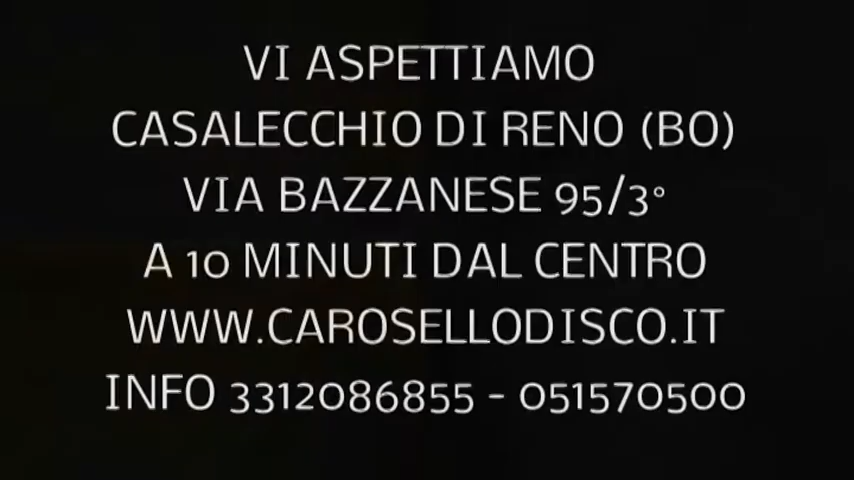 VI ASPETTIAMO
CASALECCHIO DI RENO (BO)
VIA BAZZANESE 95/3°
A 10 MINUTI DAL CENTRO
WWW.CAROSELLODISCO.IT
INFO 3312086855 - 051570500